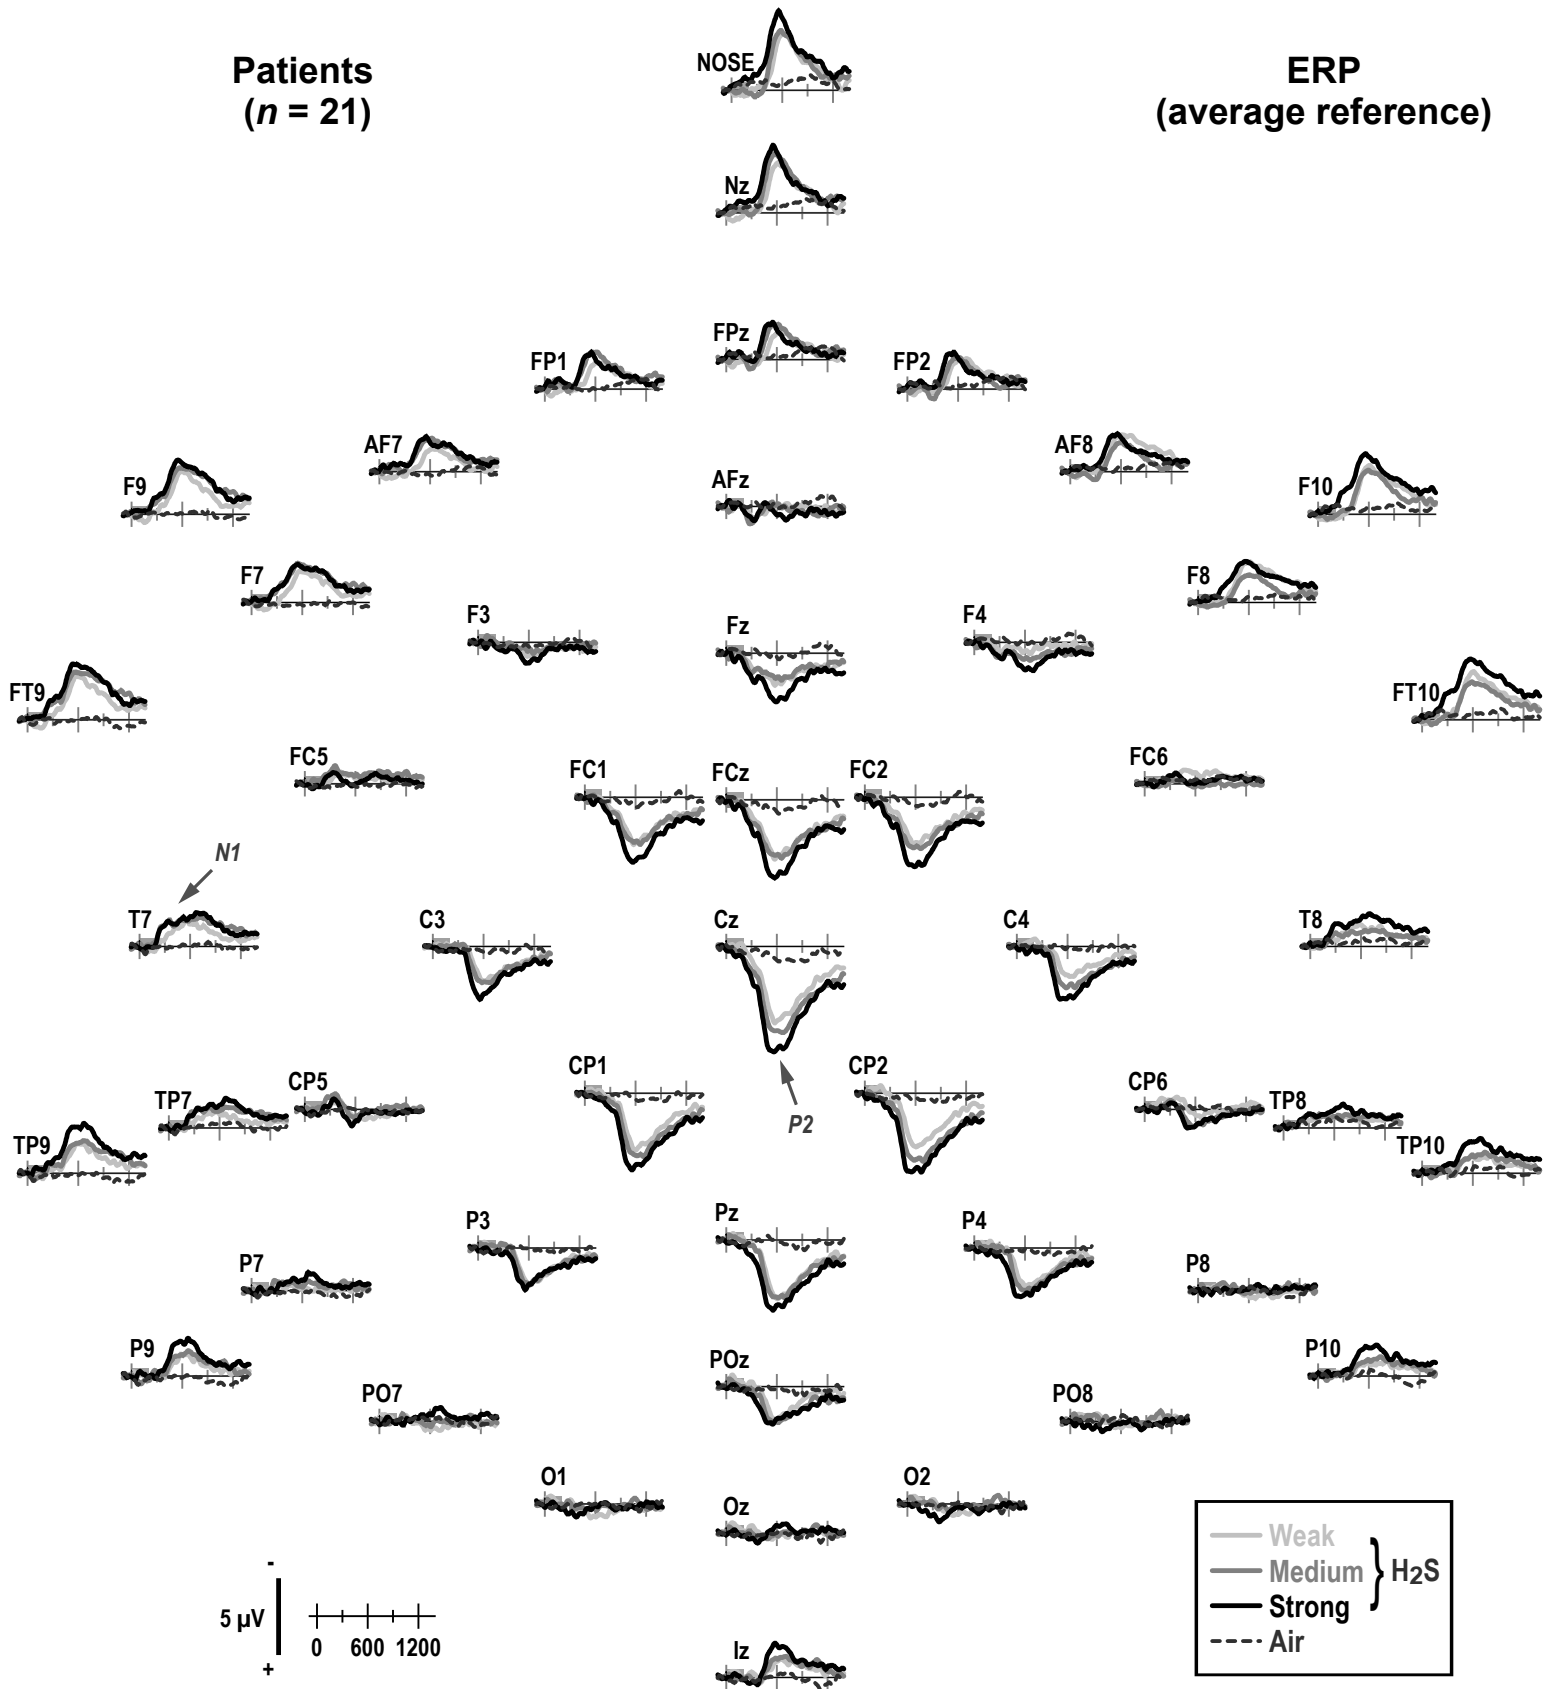 Patients
(n = 21)
ERP
(average reference)
NOSE
Nz
FPz
FP1
FP2
AF7
AF8
AFz
F9
F10
F7
F8
F3
Fz
F4
FT9
FT10
FC5
FC1
FCz
FC2
FC6
N1
T7
C3
Cz
C4
T8
CP1
CP2
CP5
CP6
TP7
TP8
P2
TP9
TP10
P3
Pz
P4
P7
P8
P9
POz
P10
PO7
PO8
O1
O2
Oz
Weak
Medium
H2S
Strong
Air
-
5 µV
+
0 600 1200
Iz